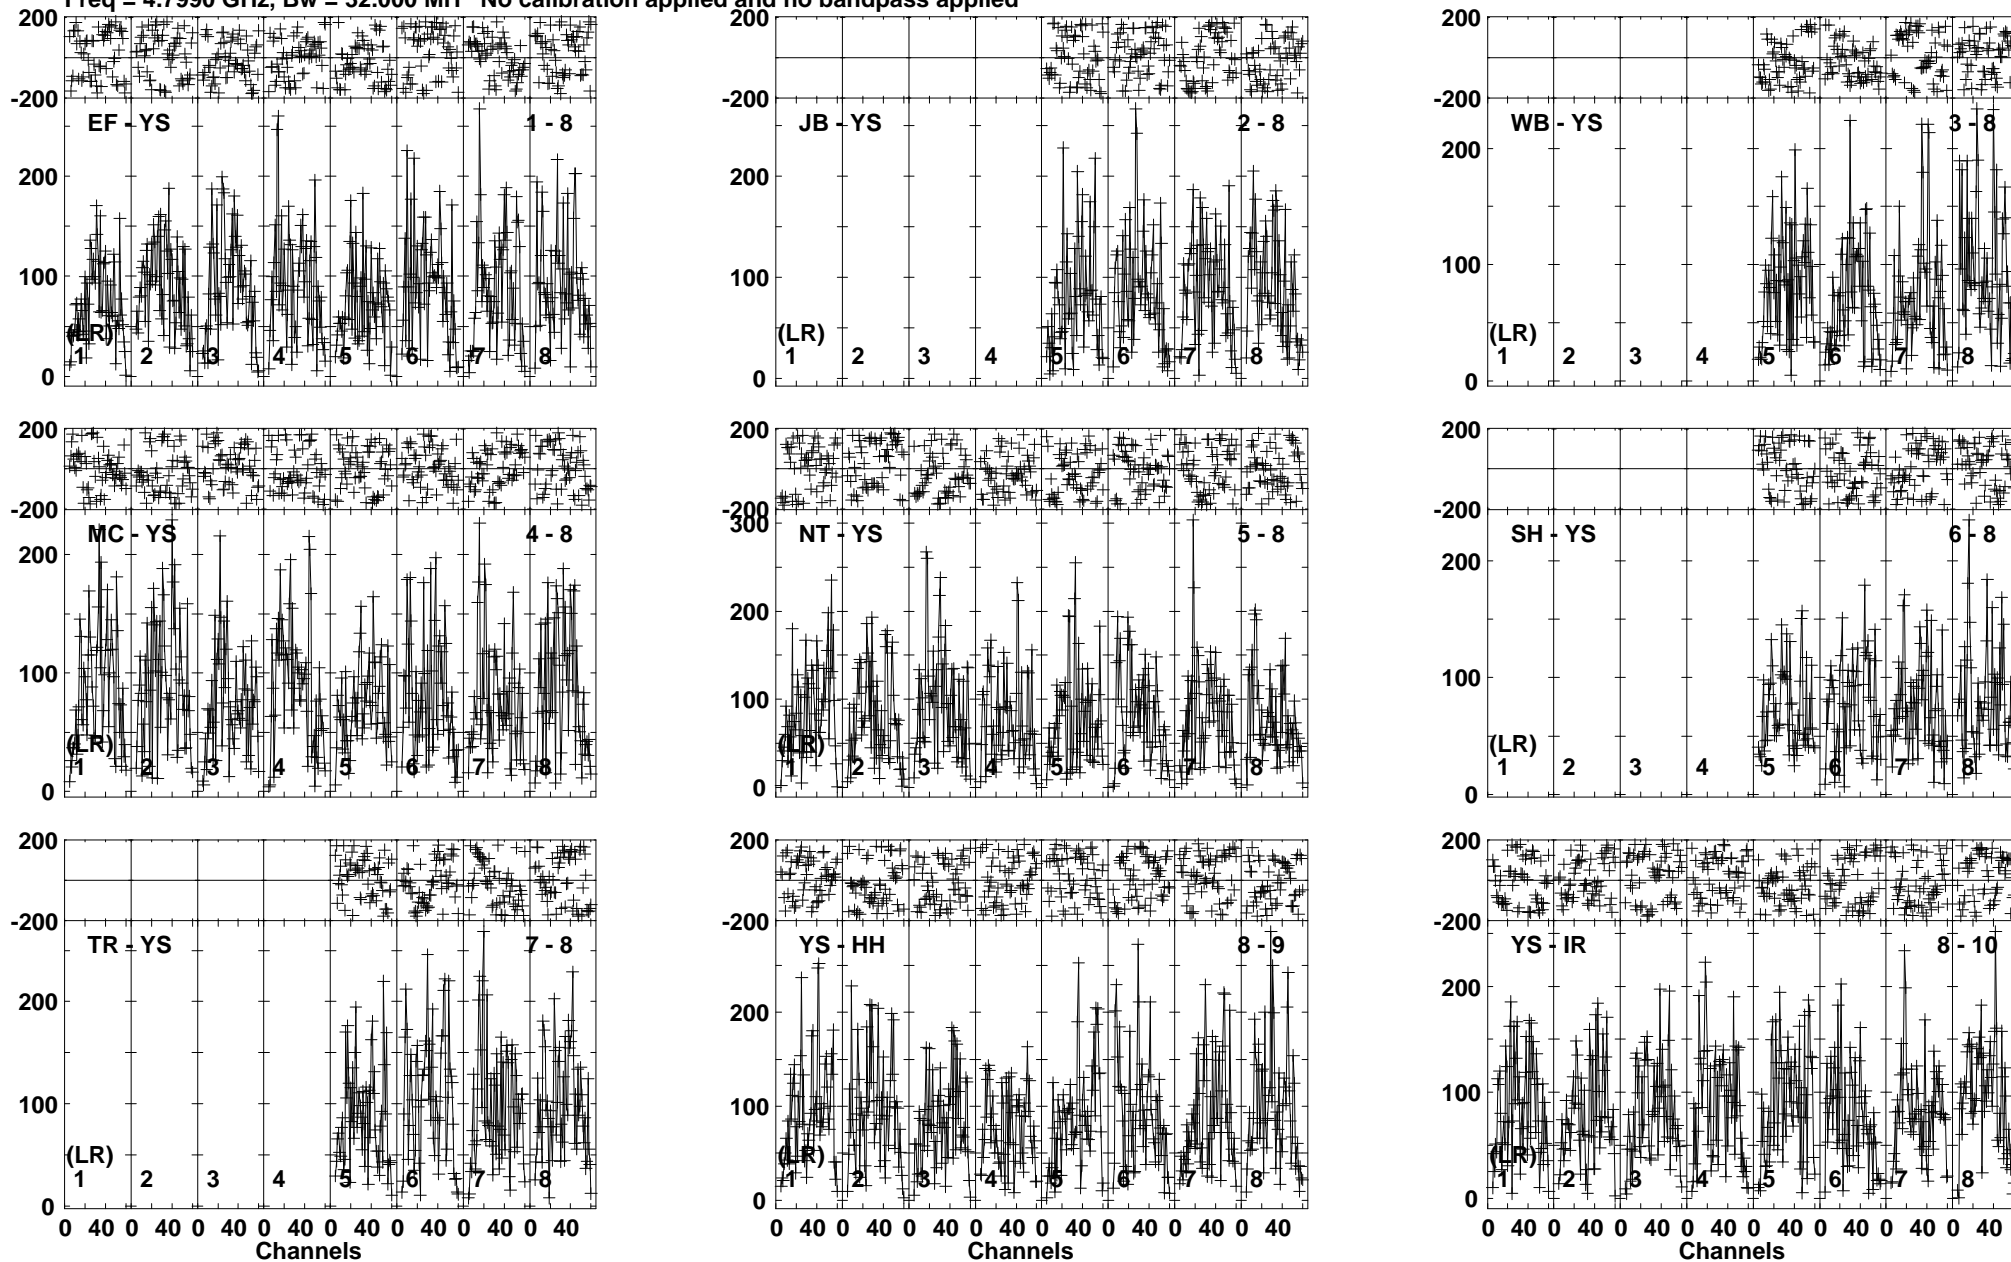 Freq = 4.7990 GHz, Bw = 32.000 MH No calibration applied and no bandpass applied
200 200 200
-200 -200 -200
EF - YS 1 - 8 JB - YS 2 - 8 WB - YS 3 - 8
200 200 200
100 100 100
(LR) (LR) (LR)
1 2 3 4 5 6 7 8 1 2 3 4 5 6 7 8 1 2 3 4 5 6 7 8
0 0 0
200 200 200
-200 -200 -200
300
MC - YS 4 - 8 NT - YS 5 - 8 SH - YS 6 - 8
200 200 200
100 100 100
(LR) (LR) (LR)
1 2 3 4 5 6 7 8 1 2 3 4 5 6 7 8 1 2 3 4 5 6 7 8
0 0 0
200 200 200
-200 -200 -200
TR - YS 7 - 8 YS - HH 8 - 9 YS - IR 8 - 10
200 200 200
100 100 100
(LR) (LR) (LR)
1 2 3 4 5 6 7 8 1 2 3 4 5 6 7 8 1 2 3 4 5 6 7 8
0 0 0
0 40 0 40 0 40 0 40 0 40 0 40 0 40 0 40 0 40 0 40 0 40 0 40 0 40 0 40 0 40 0 40 0 40 0 40 0 40 0 40 0 40 0 40 0 40 0 40
Channels Channels Channels